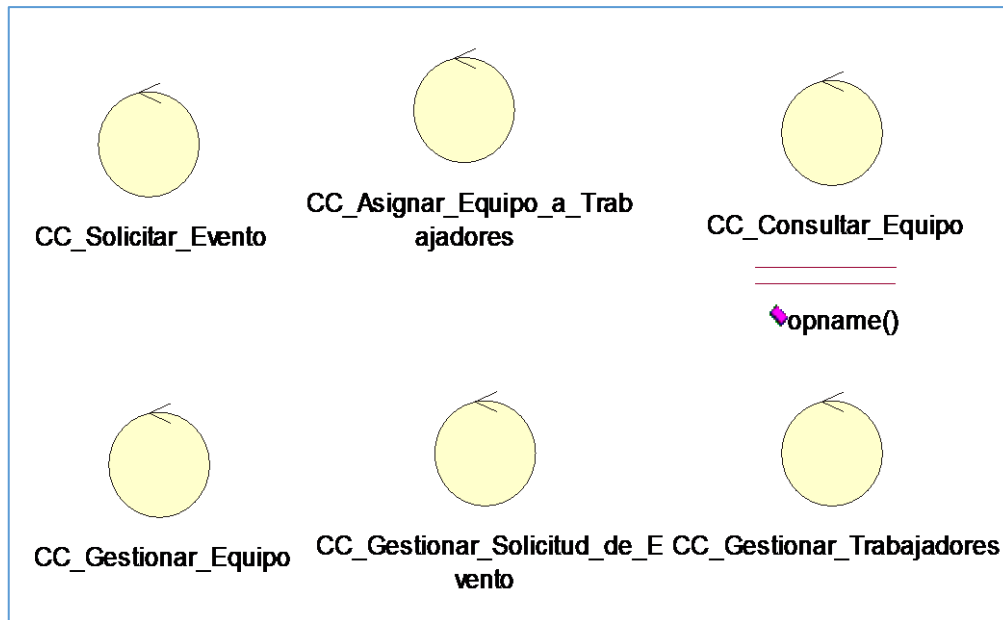 CC_Solicitar_Evento
CC_Asignar_Equipo_a_Trab
ajadores
CC_Consultar_Equipo
opname()
CC_Gestionar_Equipo
CC_Gestionar_Solicitud_de_E
vento
CC_Gestionar_Trabajadores